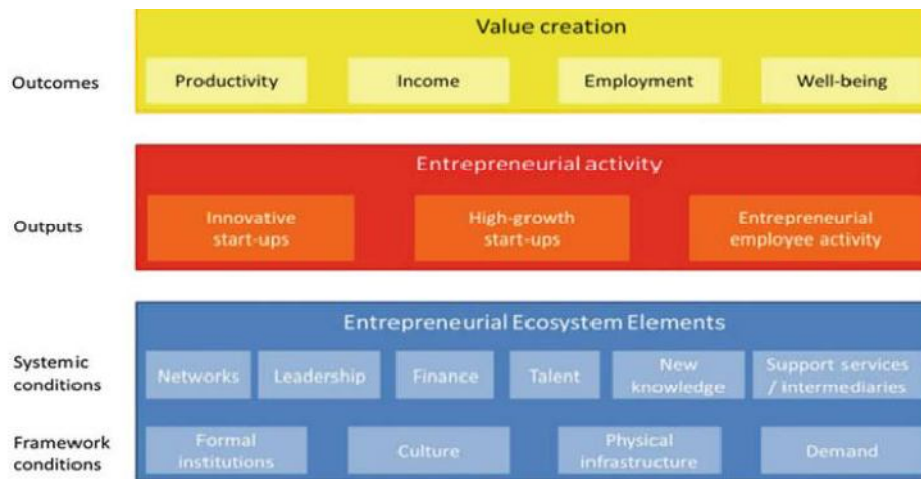 Value creation
Outcomes
Productivity
Income
Employment
Well-being
Entrepreneurial activity
Outputs
Innovative
start-ups
High-growth
start-ups
Entrepreneurial
employee activity
Entrepreneurial Ecosystem Elements
Systemic
conditions
Networks
Leadership
Finance
Talent
New
knowledge
Support services
/ intermediaries
Framework
conditions
Formal
institutions
Culture
Physical
infrastructure
Demand